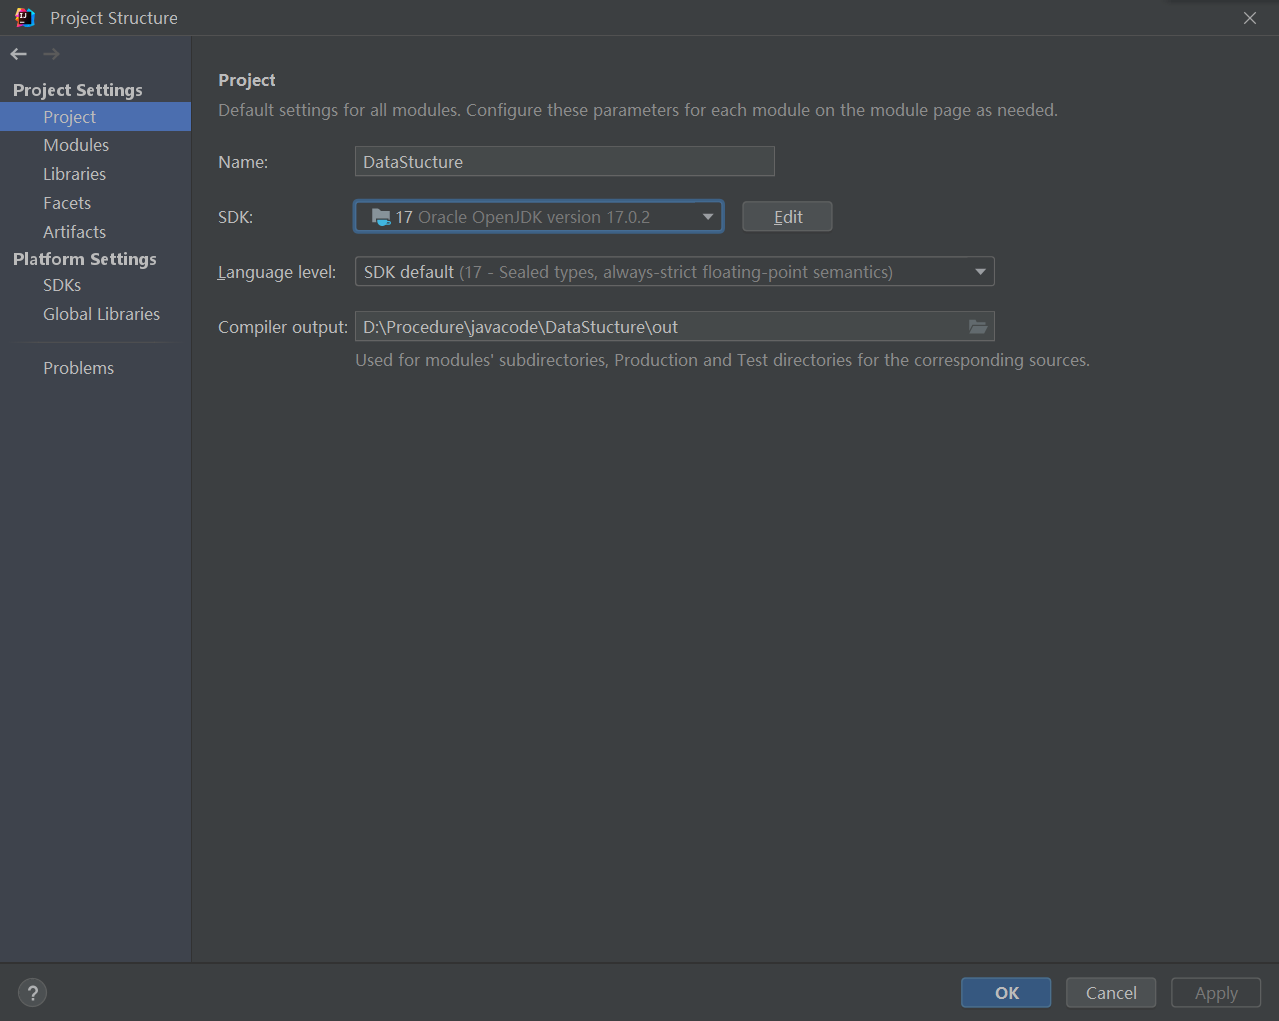 Project Structure
Project Settings
Project
Modules
Libraries
Facets
Artifacts
Platform Settings
SDKs
Global Libraries
Problems
Project
Default settings for all modules. Configure these parameters for each module on the module page as needed.
Name: DataStucture
SDK: 17 Oracle OpenJDK version 17.0.2 Edit
Language level: SDK default (17 - Sealed types, always-strict floating-point semantics)
Compiler output: D:\Procedure\javacode\DataStucture\out
Used for modules' subdirectories, Production and Test directories for the corresponding sources.
? OK Cancel Apply